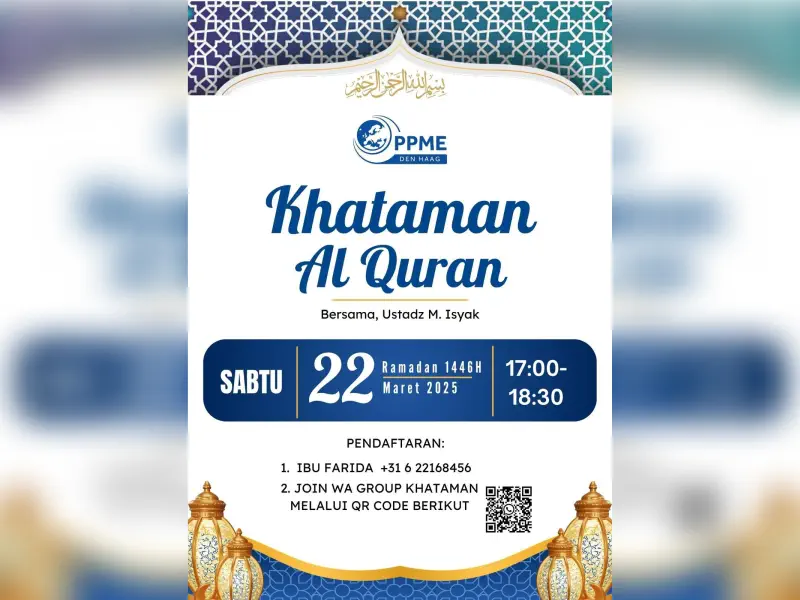 بسم الله الرحمن الرحيم
PPME
DEN HAAG
Khataman
Al Quran
Bersama, Ustadz M. Isyak
SABTU
22
Ramadan 1446H
Maret 2025
17:00-
18:30
PENDAFTARAN:
1. IBU FARIDA +31 6 22168456
2. JOIN WA GROUP KHATAMAN
MELALUI QR CODE BERIKUT